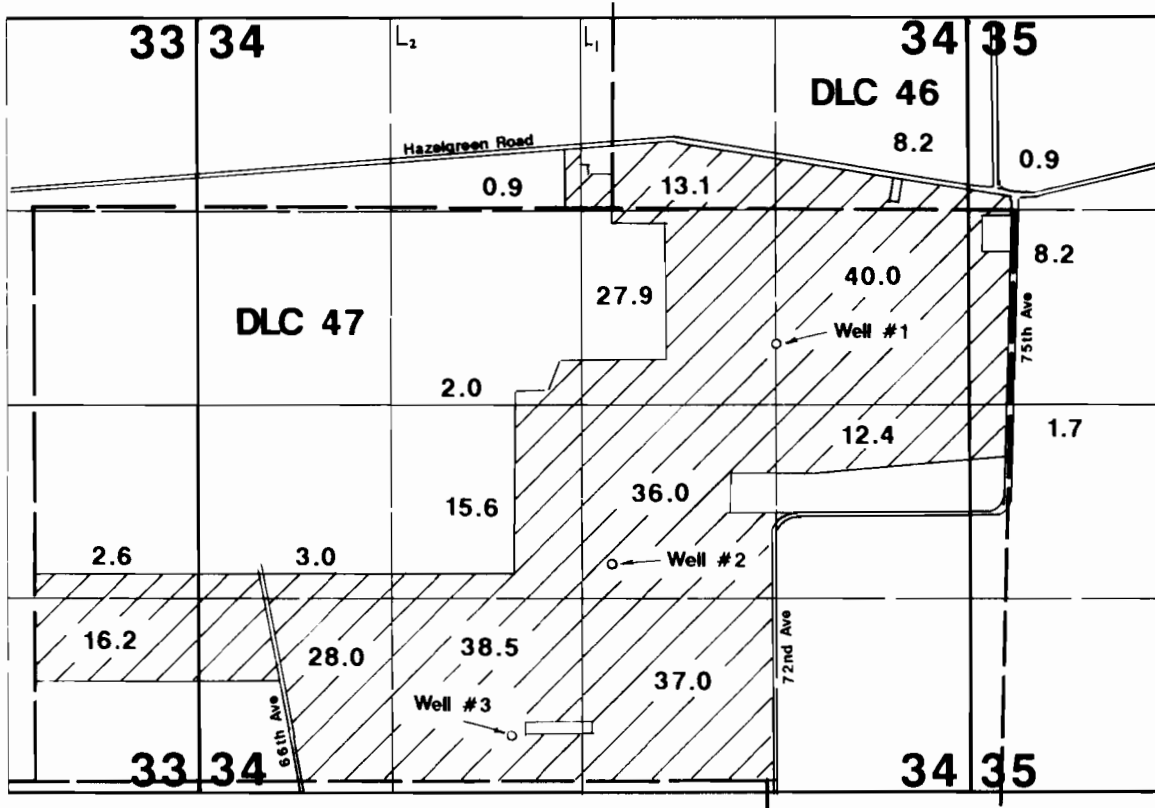 33 34
L2
L1
34 35
DLC 46
Hazelgreen Road
8.2
0.9
0.9
13.1
8.2
40.0
27.9
DLC 47
Well #1
75th Ave
2.0
12.4
1.7
15.6
36.0
2.6
3.0
Well #2
16.2
28.0
38.5
37.0
72nd Ave
Well #3
66th Ave
33 34
34 35